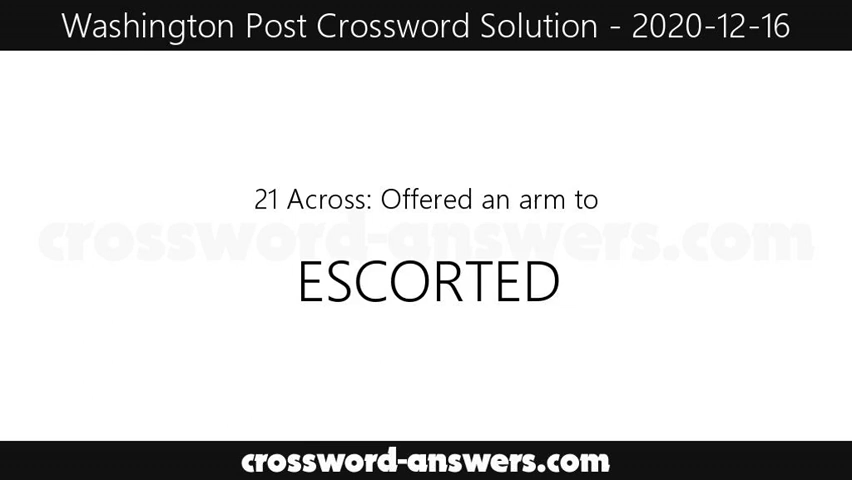 Washington Post Crossword Solution - 2020-12-16
21 Across: Offered an arm to
crossword-answers.com
ESCORTED
crossword-answers.com